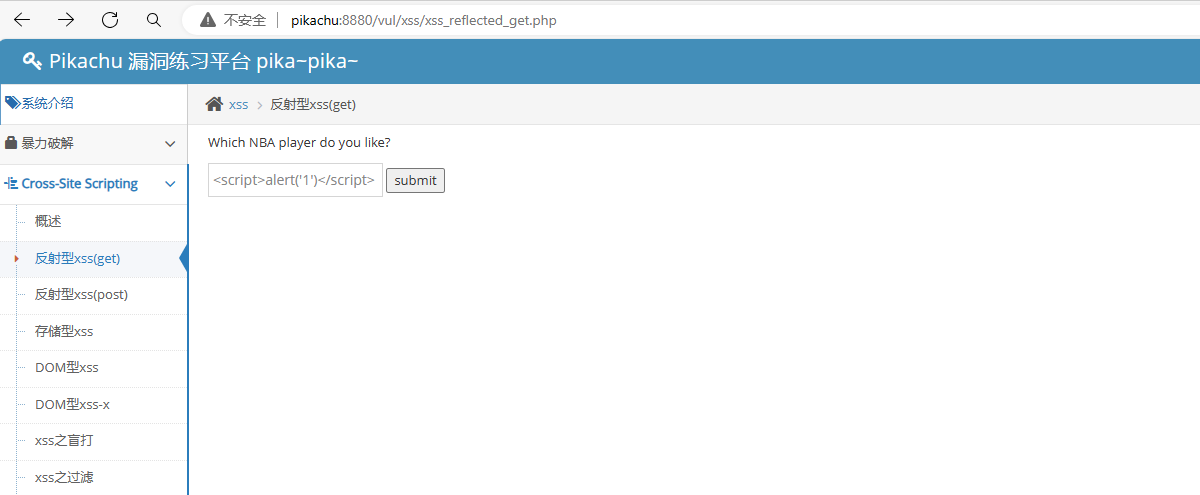 不安全 pikachu:8880/vul/xss/xss_reflected_get.php
Pikachu 漏洞练习平台 pika~pika~
系统介绍
xss > 反射型xss(get)
Which NBA player do you like?
暴力破解
<script>alert('1')</script> submit
Cross-Site Scripting
概述
反射型xss(get)
反射型xss(post)
存储型xss
DOM型xss
DOM型xss-x
xss之盲打
xss之过滤